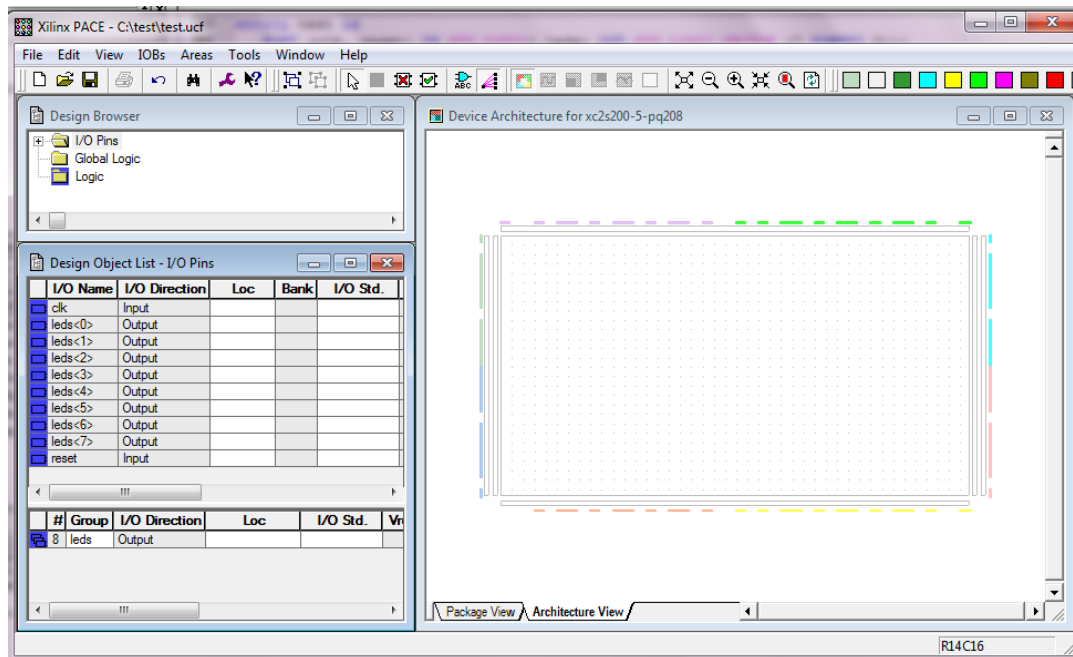 Xilinx PACE - C:\test\test.ucf
File Edit View IOBs Areas Tools Window Help
ABC
Design Browser
I/O Pins
Global Logic
Logic
Device Architecture for xc2s200-5-pq208
Design Object List - I/O Pins
I/O Name I/O Direction Loc Bank I/O Std.
clk Input
leds<0> Output
leds<1> Output
leds<2> Output
leds<3> Output
leds<4> Output
leds<5> Output
leds<6> Output
leds<7> Output
reset Input
# Group I/O Direction Loc I/O Std. Vr
8 leds Output
Package View Architecture View
R14C16